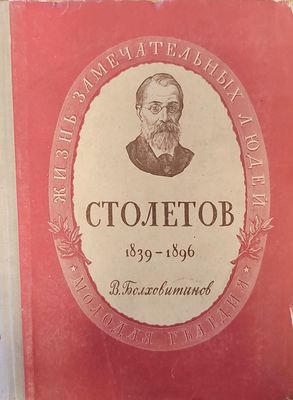 ЖИЗНЬ ЗАМЕЧАТЕЛЬНЫХ ЛЮДЕЙ
СТОЛЕТОВ
1839-1896
В. Болховитинов
МОЛОДАЯ ГВАРДИЯ